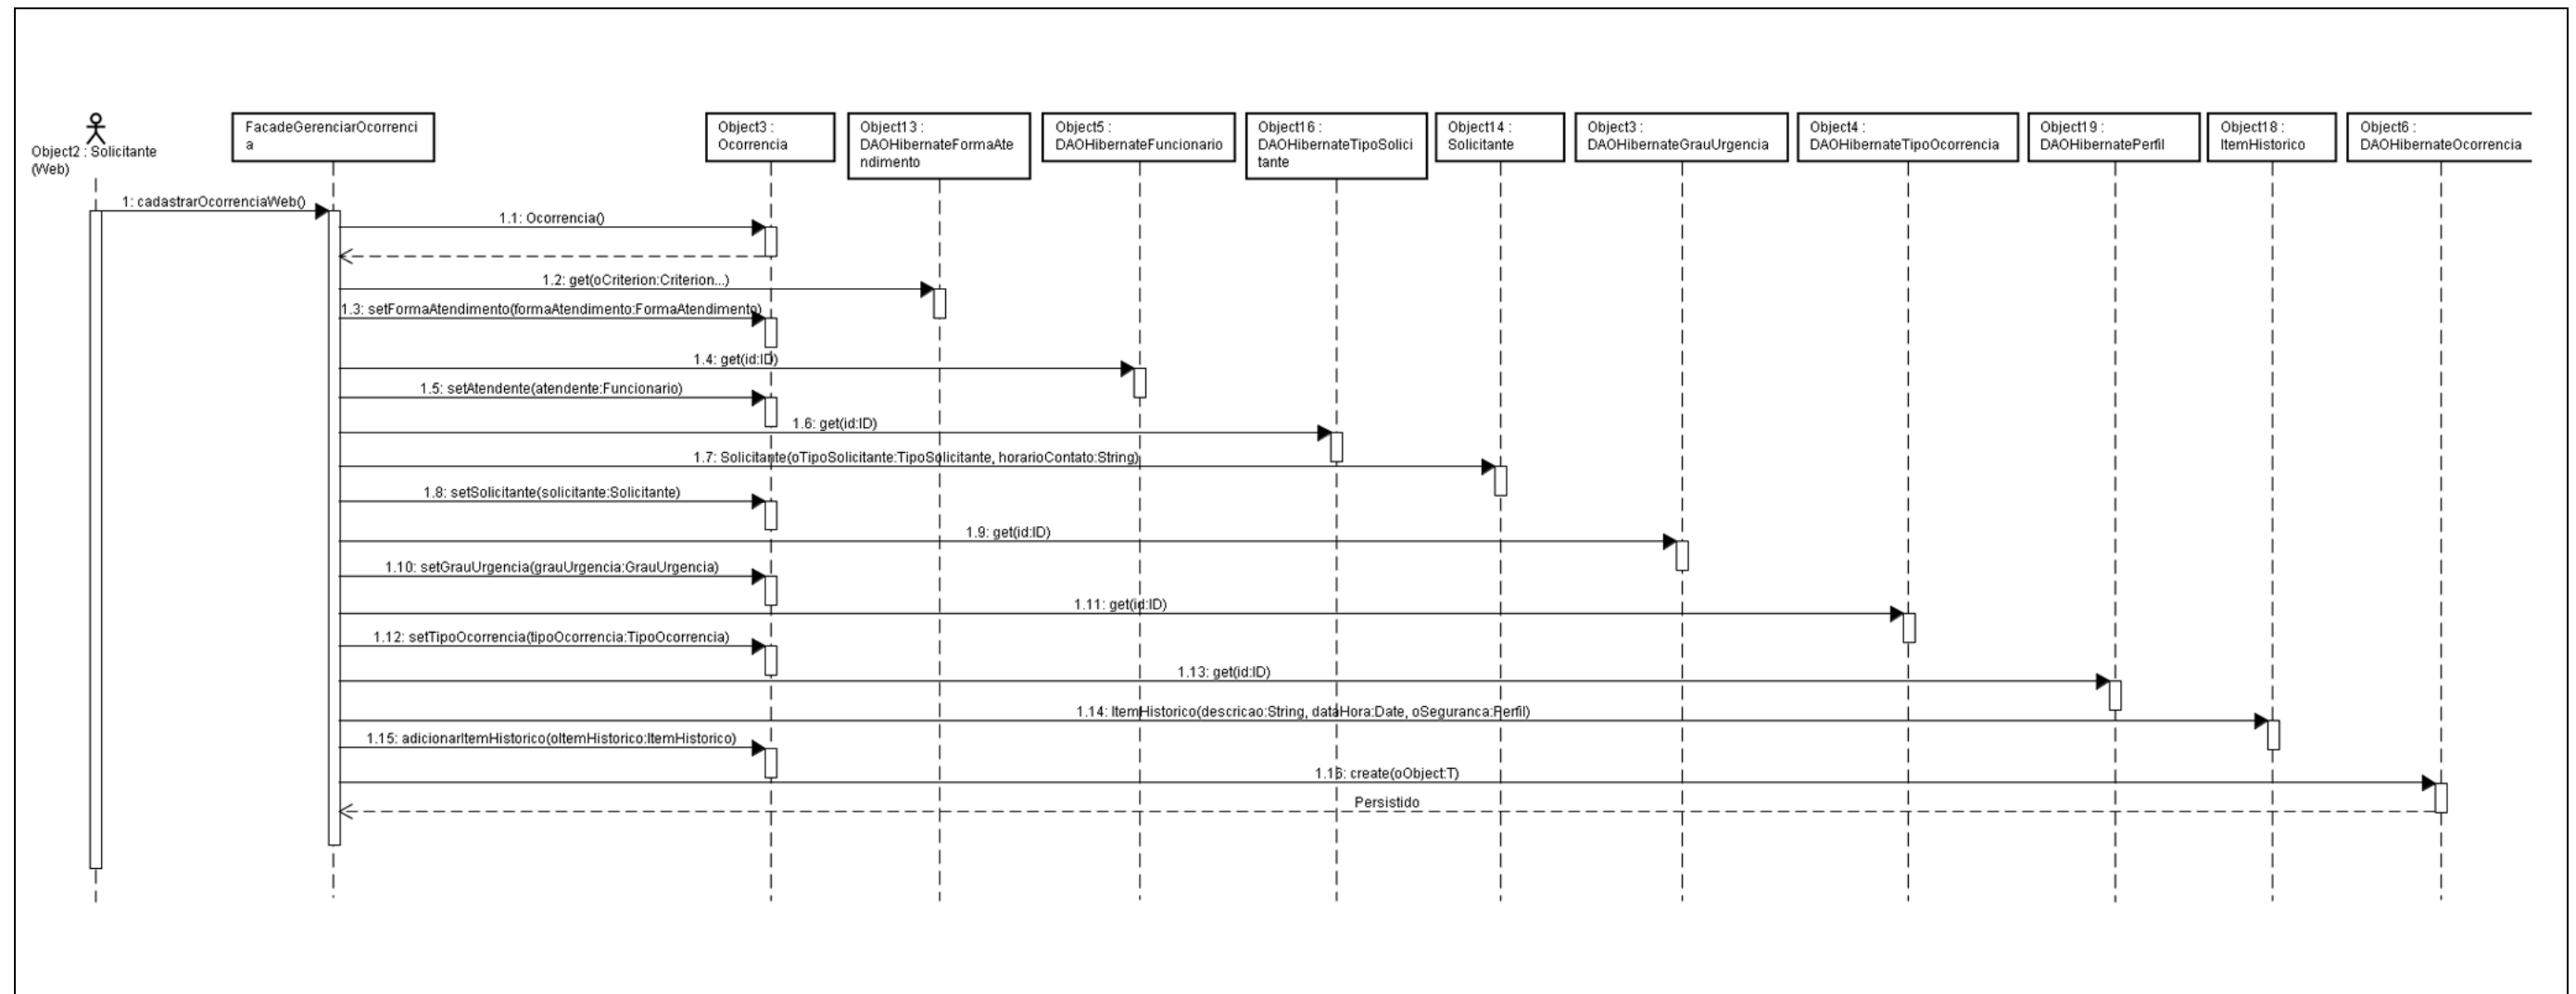 Object2 : Solicitante
(Web)
FacadeGerenciarOcorrenci
a
Object3 :
Ocorrencia
Object13 :
DAOHibernateFormaAte
ndimento
Object5 :
DAOHibernateFuncionario
Object16 :
DAOHibernateTipoSolici
tante
Object14 :
Solicitante
Object3 :
DAOHibernateGrauUrgencia
Object4 :
DAOHibernateTipoOcorrencia
Object19 :
DAOHibernatePerfil
Object18 :
ItemHistorico
Object6 :
DAOHibernateOcorrencia
1: cadastrarOcorrenciaWeb()
1.1: Ocorrencia()
1.2: get(oCriterion:Criterion...)
1.3: setFormaAtendimento(formaAtendimento:FormaAtendimento)
1.4: get(id:ID)
1.5: setAtendente(atendente:Funcionario)
1.6: get(id:ID)
1.7: Solicitante(oTipoSolicitante:TipoSolicitante, horarioContato:String)
1.8: setSolicitante(solicitante:Solicitante)
1.9: get(id:ID)
1.10: setGrauUrgencia(grauUrgencia:GrauUrgencia)
1.11: get(id:ID)
1.12: setTipoOcorrencia(tipoOcorrencia:TipoOcorrencia)
1.13: get(id:ID)
1.14: ItemHistorico(descricao:String, dataHora:Date, oSeguranca:Perfil)
1.15: adicionarItemHistorico(oItemHistorico:ItemHistorico)
1.16: create(oObject:T)
Persistido